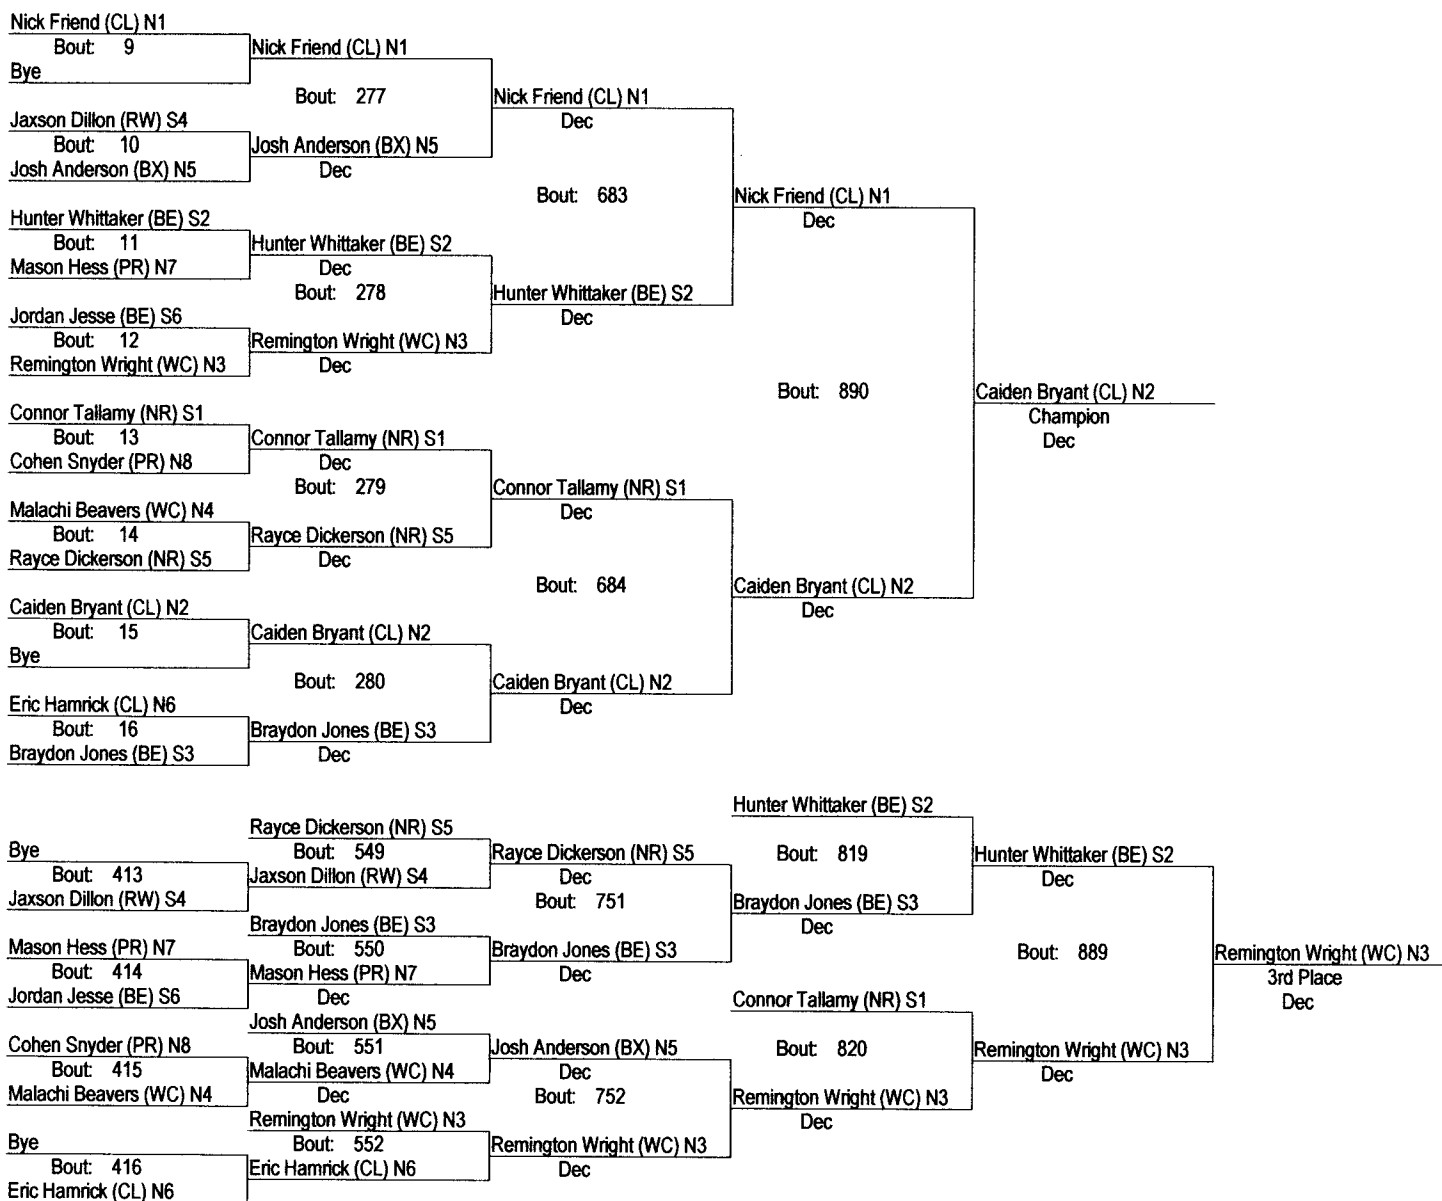 Nick Friend (CL) N1
Bout: 9
Bye
Jaxson Dillon (RW) S4
Bout: 10
Josh Anderson (BX) N5
Hunter Whittaker (BE) S2
Bout: 11
Mason Hess (PR) N7
Jordan Jesse (BE) S6
Bout: 12
Remington Wright (WC) N3
Connor Tallamy (NR) S1
Bout: 13
Cohen Snyder (PR) N8
Malachi Beavers (WC) N4
Bout: 14
Rayce Dickerson (NR) S5
Caiden Bryant (CL) N2
Bout: 15
Bye
Eric Hamrick (CL) N6
Bout: 16
Braydon Jones (BE) S3
Nick Friend (CL) N1
Bout: 277
Josh Anderson (BX) N5
Dec
Hunter Whittaker (BE) S2
Dec
Bout: 278
Remington Wright (WC) N3
Dec
Connor Tallamy (NR) S1
Dec
Bout: 279
Rayce Dickerson (NR) S5
Dec
Caiden Bryant (CL) N2
Bout: 280
Braydon Jones (BE) S3
Dec
Nick Friend (CL) N1
Dec
Bout: 683
Hunter Whittaker (BE) S2
Dec
Connor Tallamy (NR) S1
Dec
Bout: 684
Caiden Bryant (CL) N2
Dec
Nick Friend (CL) N1
Dec
Bout: 890
Caiden Bryant (CL) N2
Dec
Caiden Bryant (CL) N2
Champion
Dec
Bye
Bout: 413
Jaxson Dillon (RW) S4
Mason Hess (PR) N7
Bout: 414
Jordan Jesse (BE) S6
Cohen Snyder (PR) N8
Bout: 415
Malachi Beavers (WC) N4
Bye
Bout: 416
Eric Hamrick (CL) N6
Rayce Dickerson (NR) S5
Bout: 549
Jaxson Dillon (RW) S4
Braydon Jones (BE) S3
Bout: 550
Mason Hess (PR) N7
Dec
Josh Anderson (BX) N5
Bout: 551
Malachi Beavers (WC) N4
Dec
Remington Wright (WC) N3
Bout: 552
Eric Hamrick (CL) N6
Rayce Dickerson (NR) S5
Dec
Bout: 751
Braydon Jones (BE) S3
Dec
Josh Anderson (BX) N5
Dec
Bout: 752
Remington Wright (WC) N3
Dec
Hunter Whittaker (BE) S2
Bout: 819
Braydon Jones (BE) S3
Dec
Connor Tallamy (NR) S1
Bout: 820
Remington Wright (WC) N3
Dec
Hunter Whittaker (BE) S2
Dec
Bout: 889
Remington Wright (WC) N3
Dec
Remington Wright (WC) N3
3rd Place
Dec